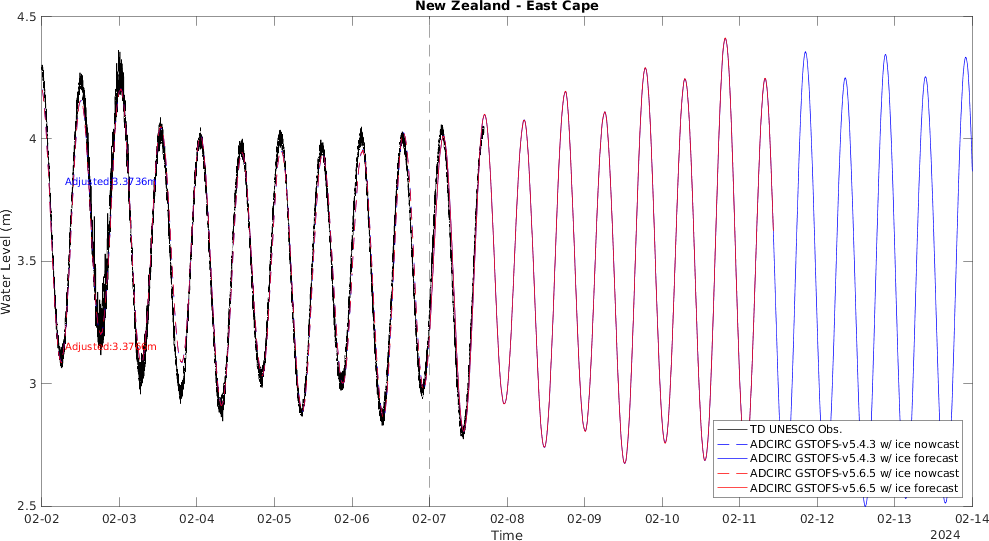 New Zealand - East Cape
Water Level (m)
4.5
4
3.5
3
2.5
Adjusted:3.3736m
Adjusted:3.3766m
TD UNESCO Obs.
ADCIRC GSTOFS-v5.4.3 w/ ice nowcast
ADCIRC GSTOFS-v5.4.3 w/ ice forecast
ADCIRC GSTOFS-v5.6.5 w/ ice nowcast
ADCIRC GSTOFS-v5.6.5 w/ ice forecast
02-02 02-03 02-04 02-05 02-06 02-07 02-08 02-09 02-10 02-11 02-12 02-13 02-14
Time
2024